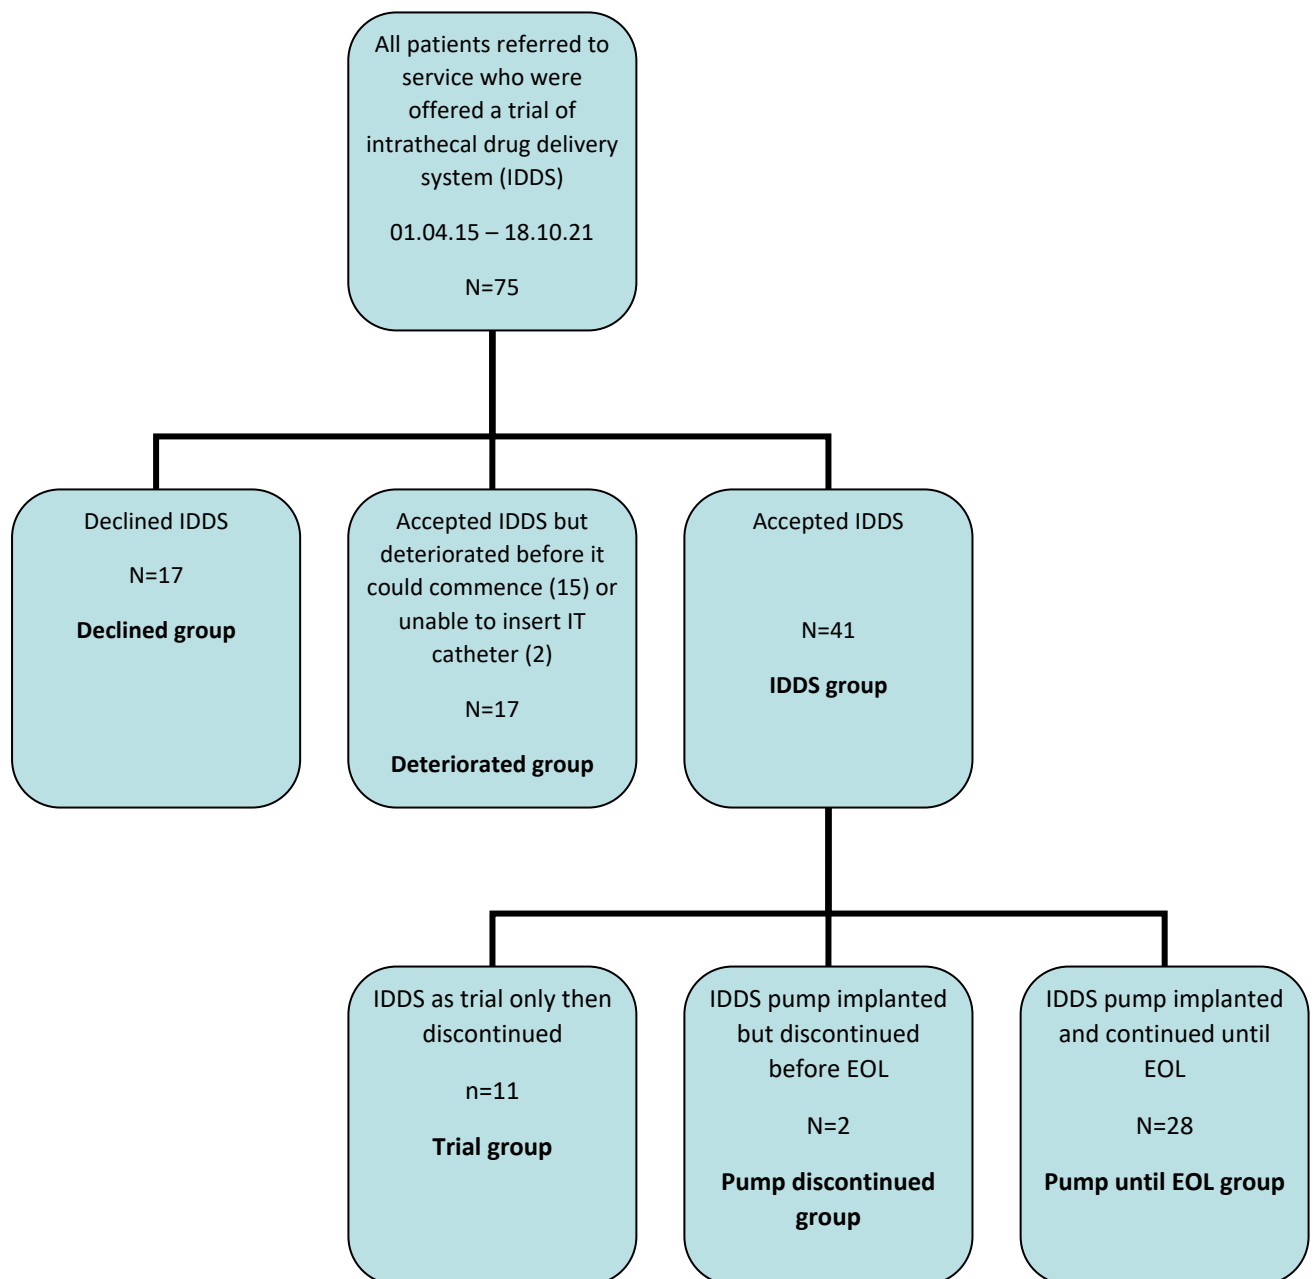 All patients referred to
service who were
offered a trial of
intrathecal drug delivery
system (IDDS)
01.04.15 – 18.10.21
N=75
Declined IDDS
N=17
Declined group
Accepted IDDS but
deteriorated before it
could commence (15) or
unable to insert IT
catheter (2)
N=17
Deteriorated group
Accepted IDDS
N=41
IDDS group
IDDS as trial only then
discontinued
n=11
Trial group
IDDS pump implanted
but discontinued
before EOL
N=2
Pump discontinued
group
IDDS pump implanted
and continued until
EOL
N=28
Pump until EOL group